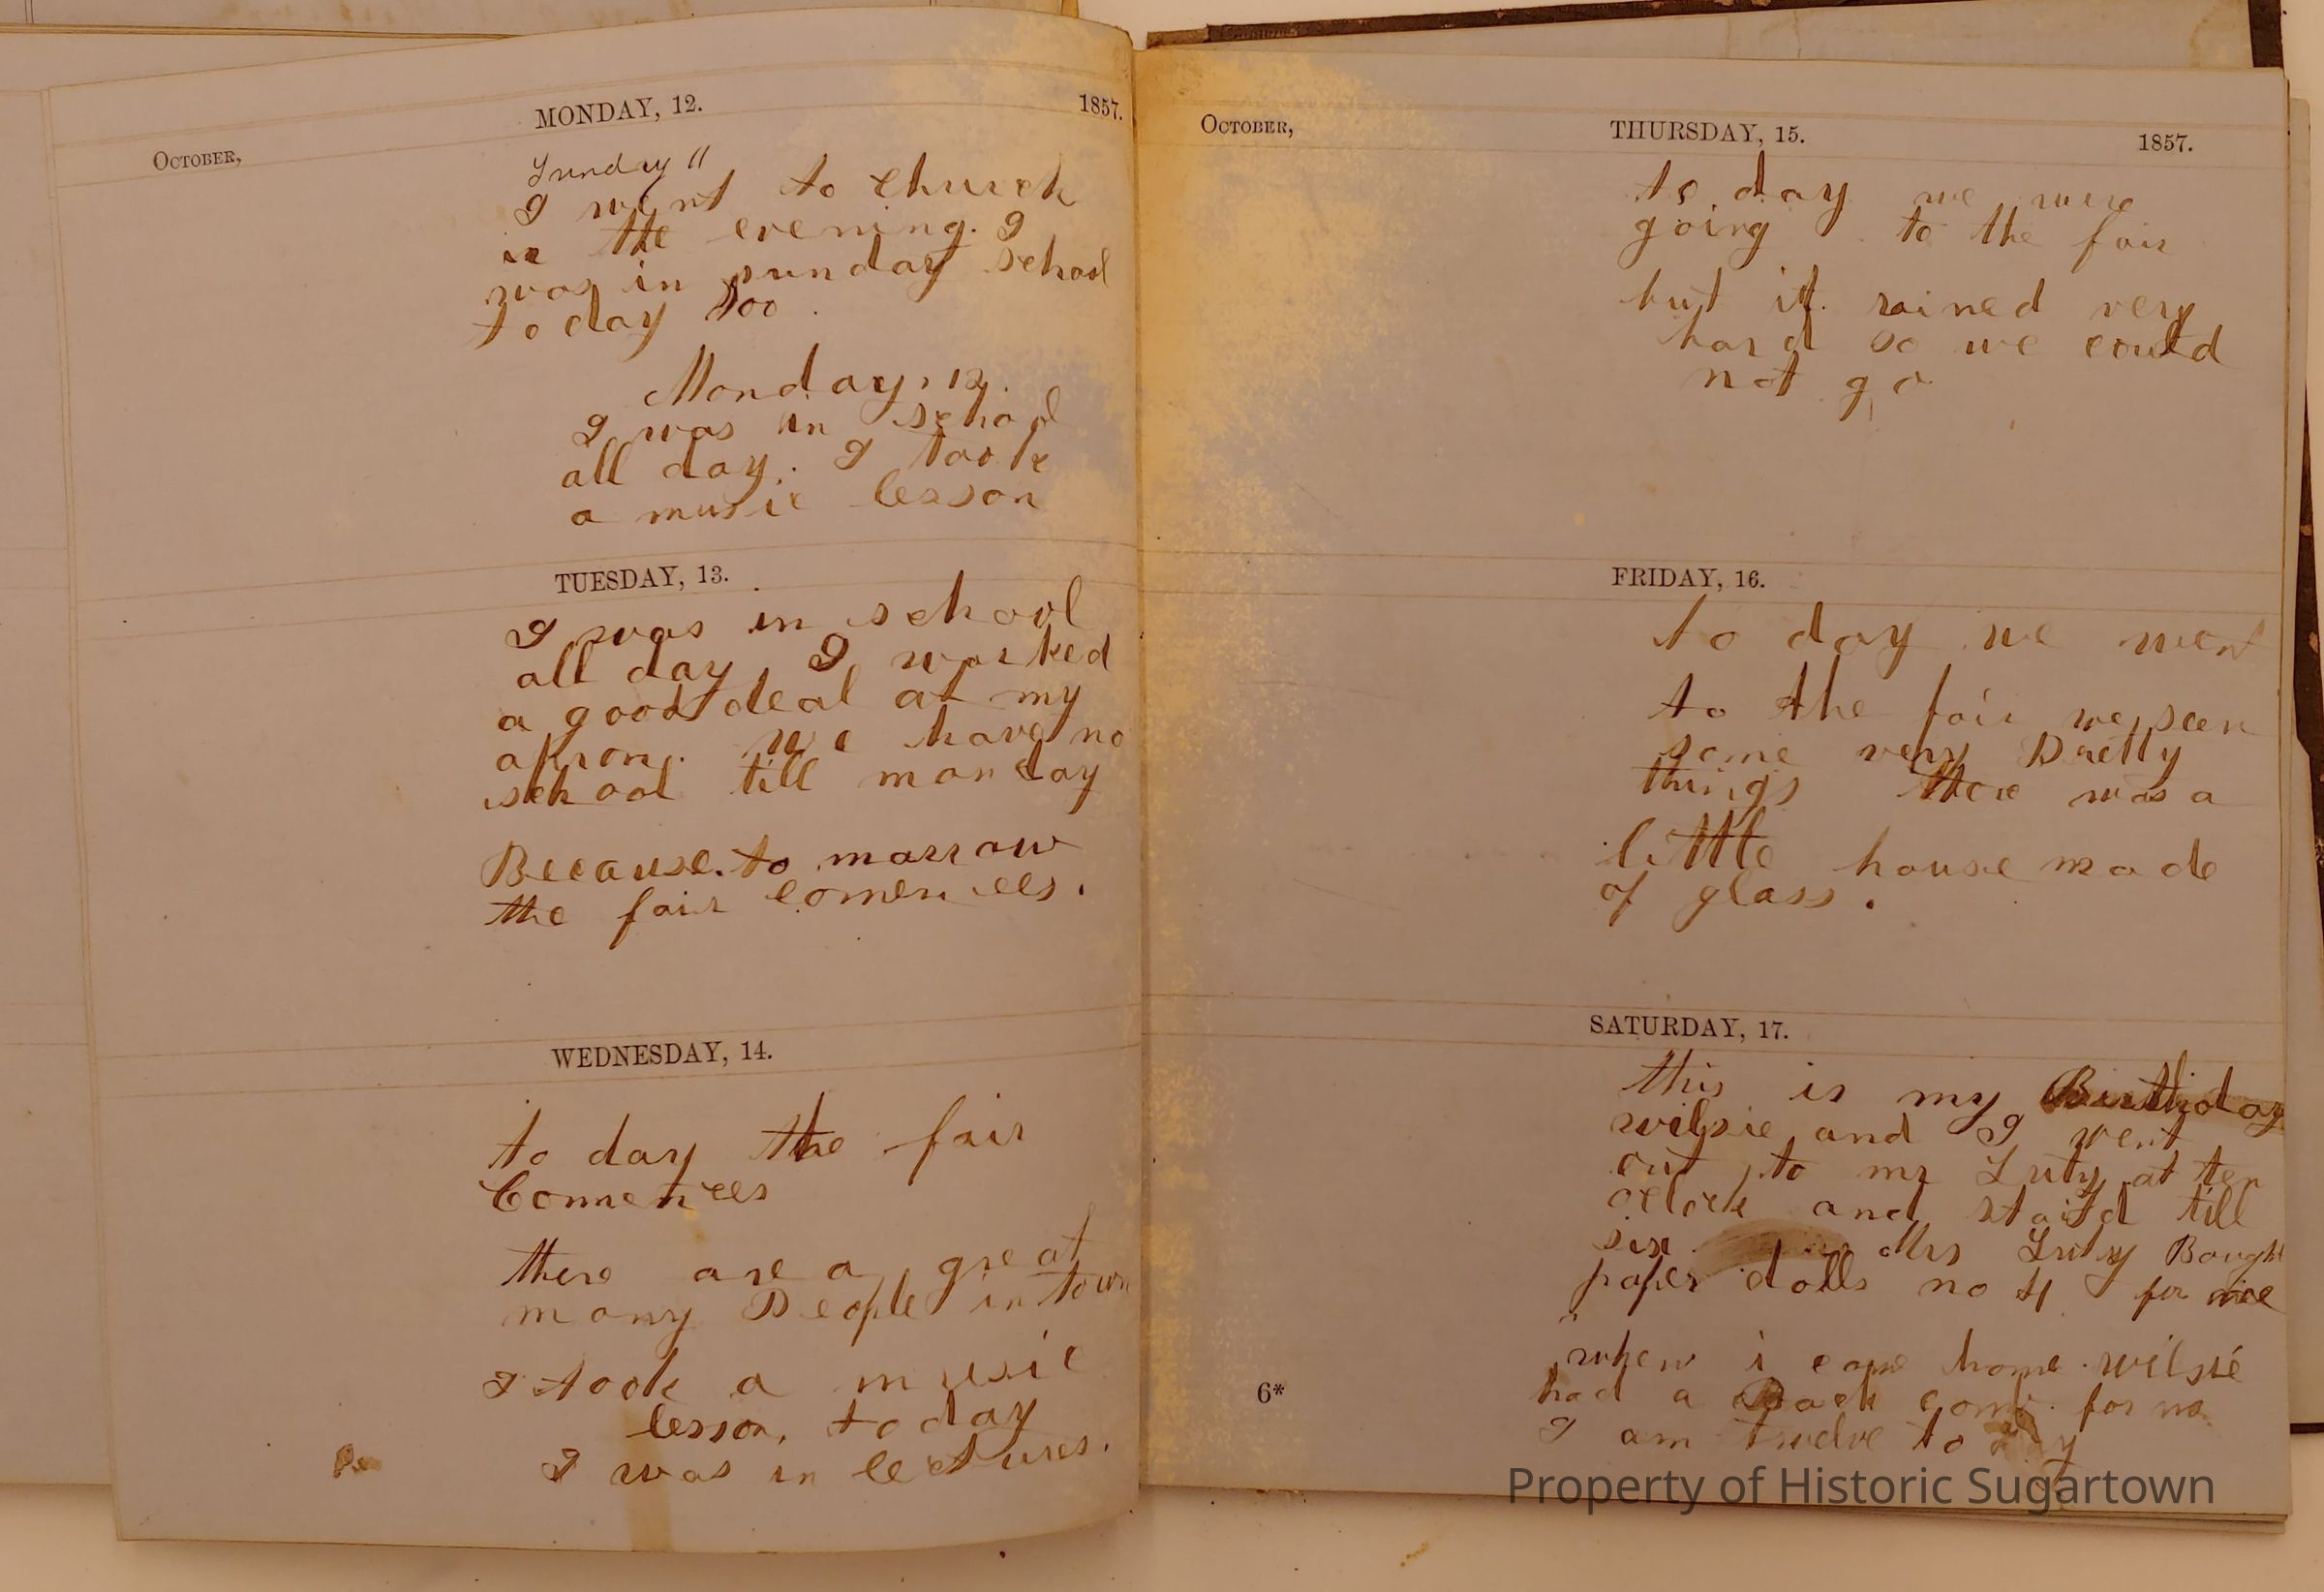 October,
MONDAY, 12.
1857.
Sunday 11
I went to church
in the evening. I
was in sunday school
to day too.
Monday, 12.
I was in school
all day. I took
a music lesson
TUESDAY, 13.
I was in school
all day I worked
a good deal at my
apron. we have no
school till monday
Because. to morrow
the fair comences.
WEDNESDAY, 14.
to day the fair
Comences
there are a great
many People in town
I took a music
lesson, to day
I was in lectures.
October,
THURSDAY, 15.
1857.
to day we were
going to the fair
but it rained very
hard so we could
not go
FRIDAY, 16.
to day we went
to the fair we seen
some very Pretty
things there was a
little house made
of glass.
SATURDAY, 17.
this is my Birthday
wilsie and I went
out to mr Luty at ten
oclock and staid till
six. Mrs Luty Bought
paper dolls no 4 for mee
when i came home wilsie
had a Back comb for me
I am twelve to day
6*
Property of Historic Sugartown